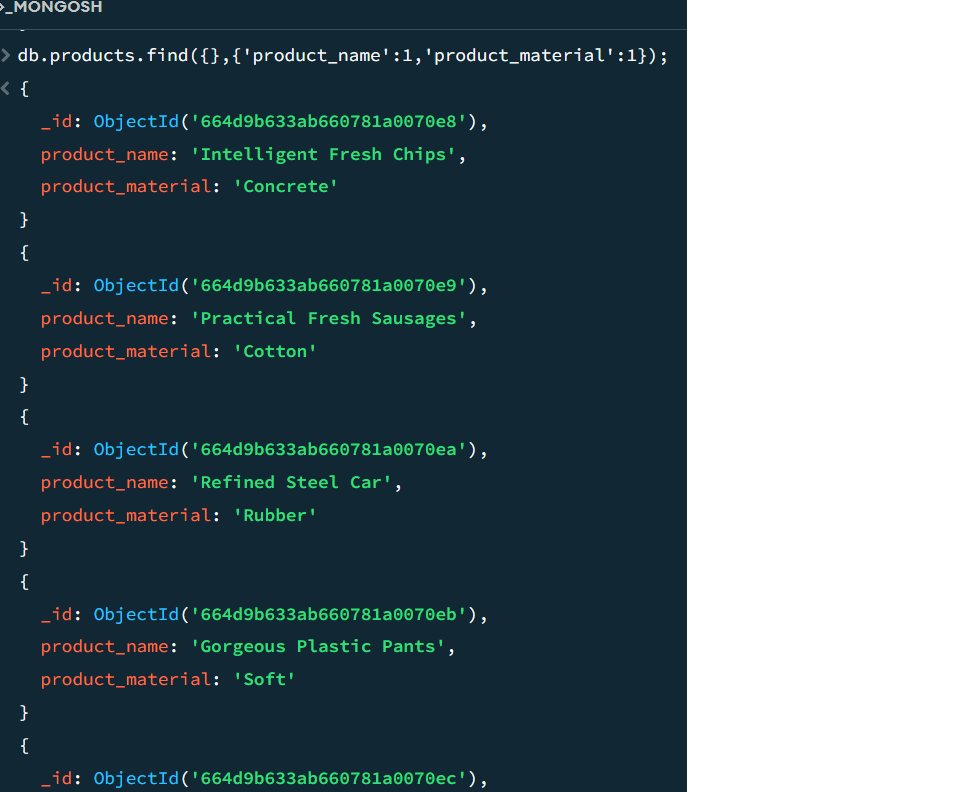 >_MONGOSH
> db.products.find({},{'product_name':1,'product_material':1});
< {
_id: ObjectId('664d9b633ab660781a0070e8'),
product_name: 'Intelligent Fresh Chips',
product_material: 'Concrete'
}
{
_id: ObjectId('664d9b633ab660781a0070e9'),
product_name: 'Practical Fresh Sausages',
product_material: 'Cotton'
}
{
_id: ObjectId('664d9b633ab660781a0070ea'),
product_name: 'Refined Steel Car',
product_material: 'Rubber'
}
{
_id: ObjectId('664d9b633ab660781a0070eb'),
product_name: 'Gorgeous Plastic Pants',
product_material: 'Soft'
}
{
_id: ObjectId('664d9b633ab660781a0070ec'),